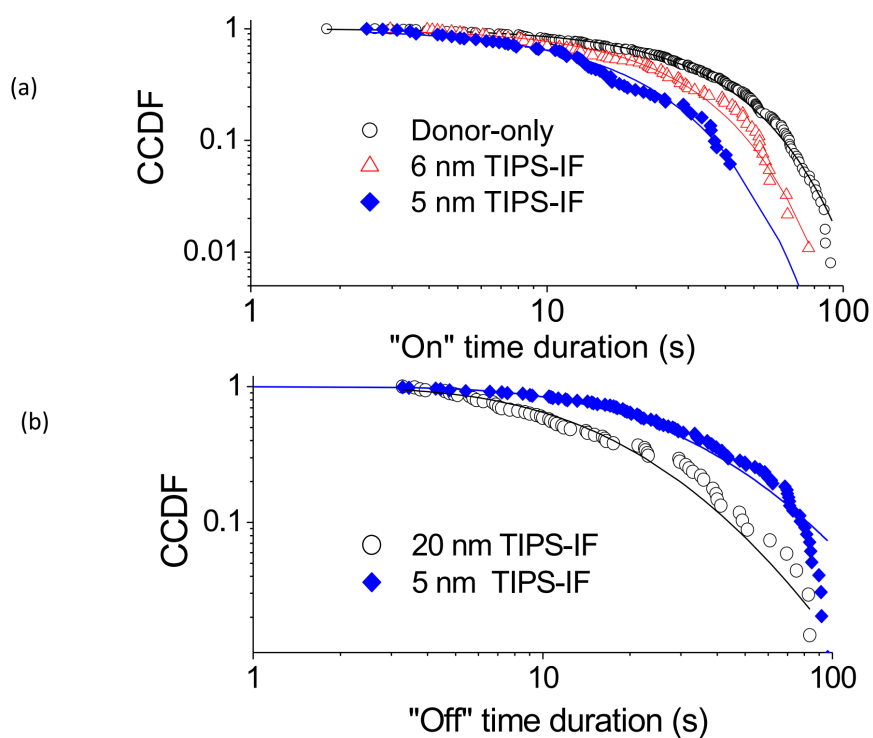 (a)
CCDF
1
0.1
0.01
Donor-only
6 nm TIPS-IF
5 nm TIPS-IF
1
10
100
"On" time duration (s)
(b)
CCDF
1
0.1
20 nm TIPS-IF
5 nm TIPS-IF
1
10
100
"Off" time duration (s)